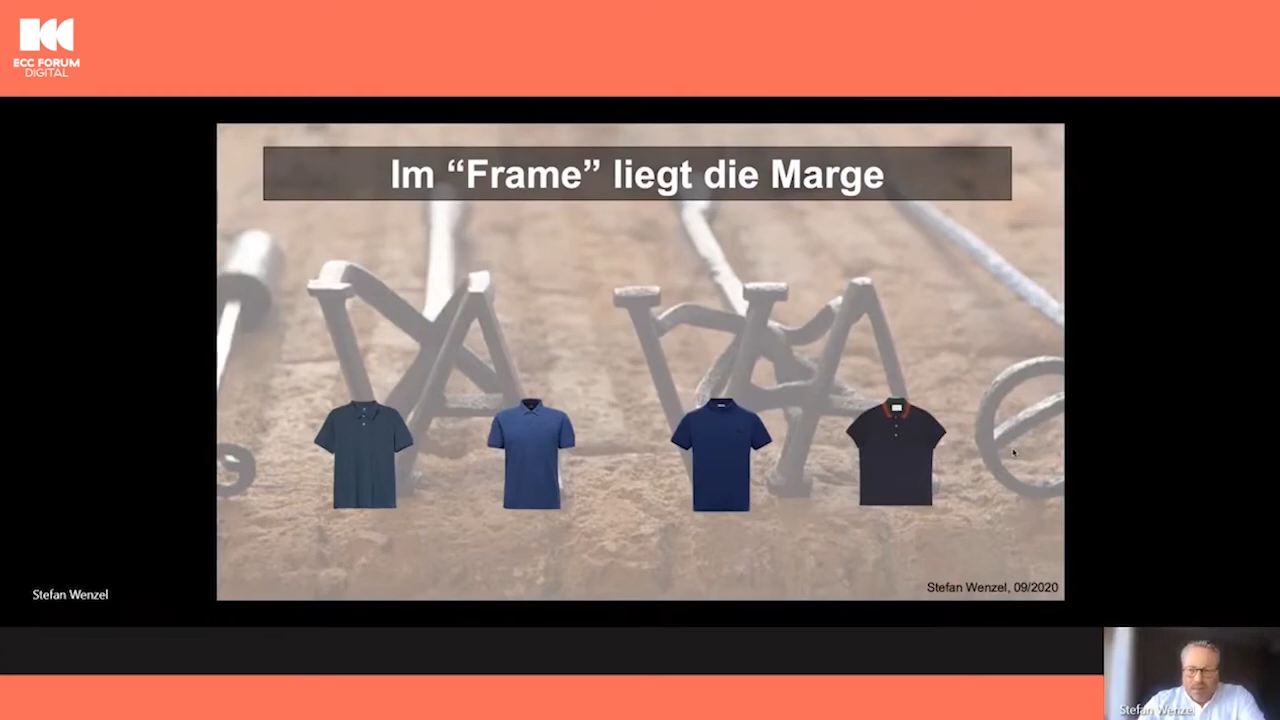 ECC FORUM
DIGITAL
Im “Frame” liegt die Marge
Stefan Wenzel, 09/2020
Stefan Wenzel
Stefan Wenzel